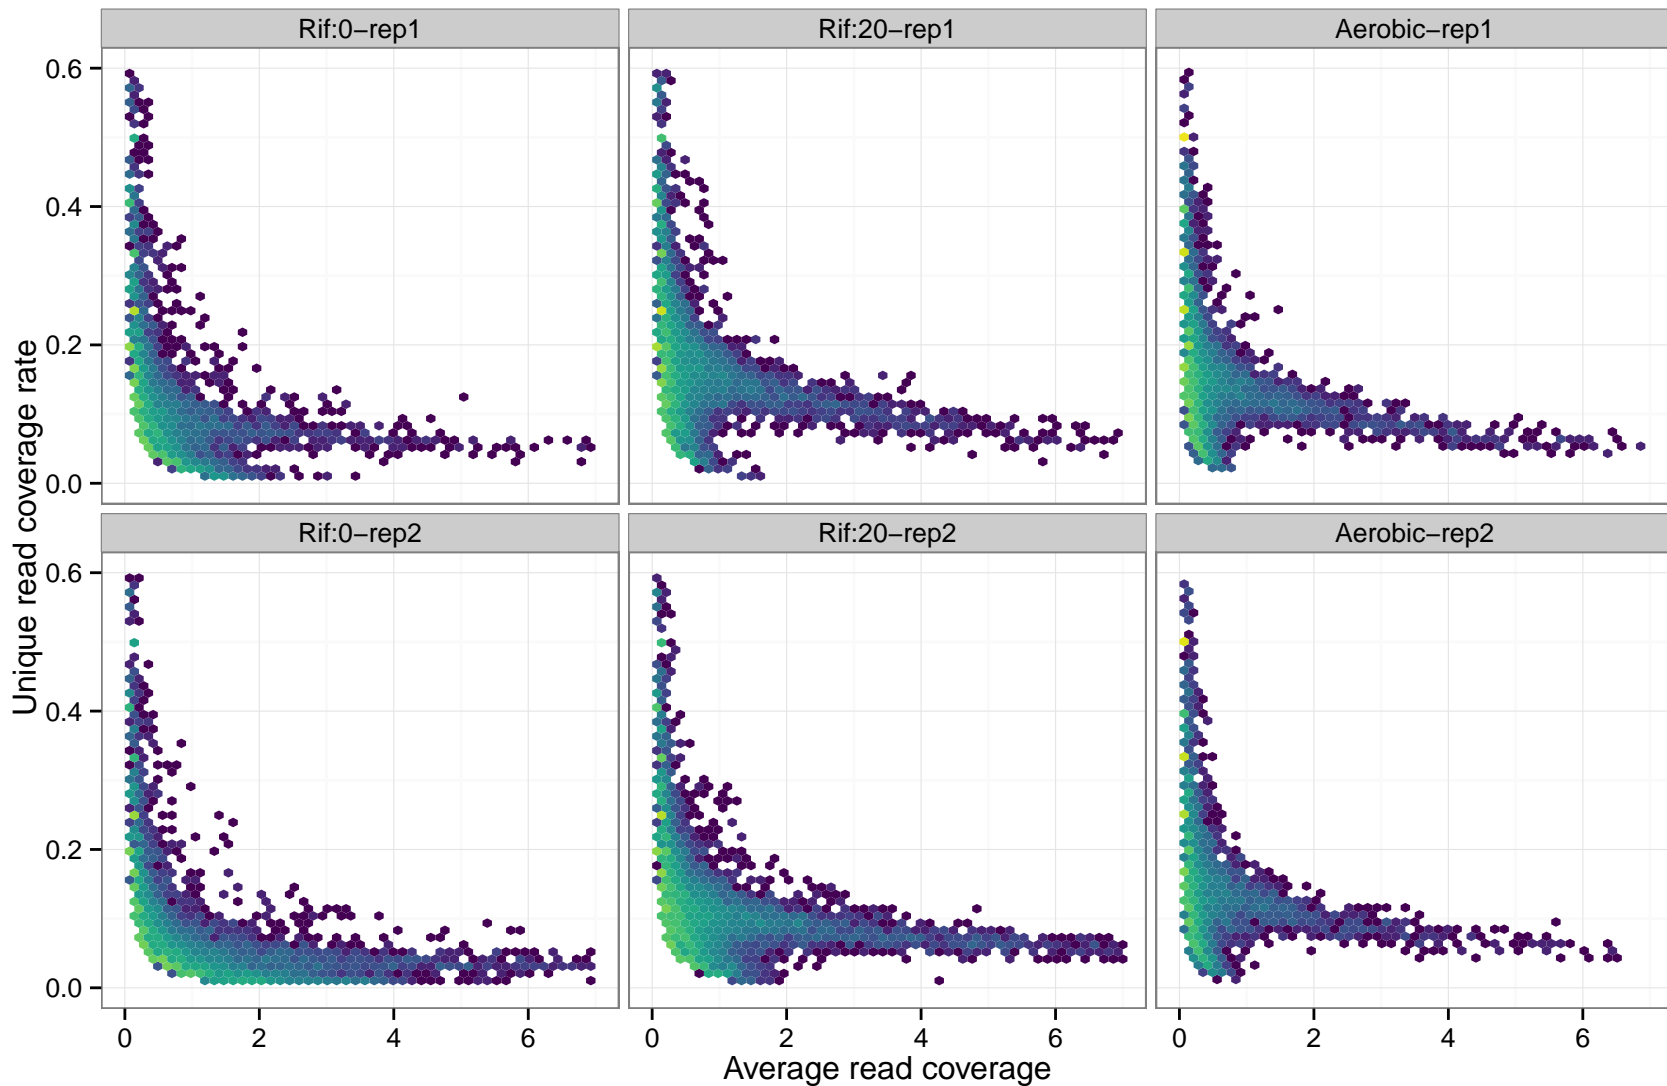 Rif:0−rep1 Rif:20−rep1 Aerobic−rep1
0.6
0.4
0.2
0.0
Unique read coverage rate
Rif:0−rep2 Rif:20−rep2 Aerobic−rep2
0.6
0.4
0.2
0.0
0 2 4 6 0 2 4 6 0 2 4 6
Average read coverage